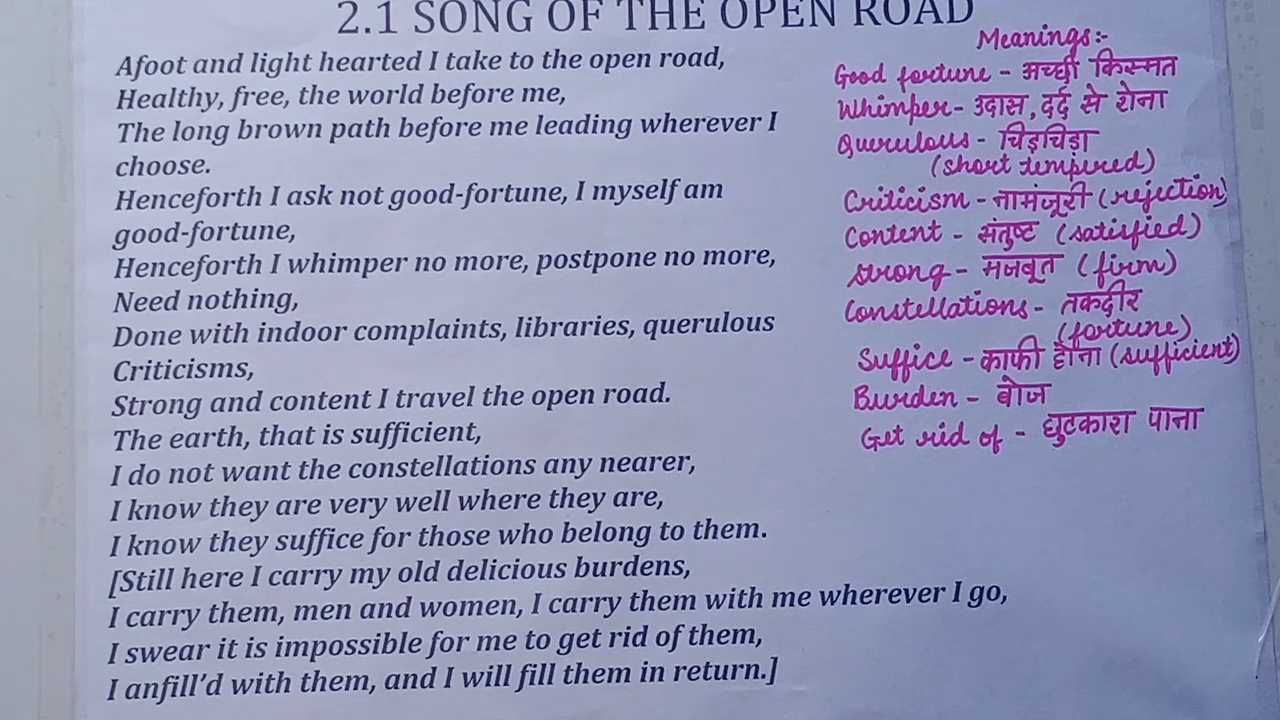 2.1 SONG OF THE OPEN ROAD
Afoot and light hearted I take to the open road,
Healthy, free, the world before me,
The long brown path before me leading wherever I
choose.
Henceforth I ask not good-fortune, I myself am
good-fortune,
Henceforth I whimper no more, postpone no more,
Need nothing,
Done with indoor complaints, libraries, querulous
Criticisms,
Strong and content I travel the open road.
The earth, that is sufficient,
I do not want the constellations any nearer,
I know they are very well where they are,
I know they suffice for those who belong to them.
[Still here I carry my old delicious burdens,
I carry them, men and women, I carry them with me wherever I go,
I swear it is impossible for me to get rid of them,
I anfill'd with them, and I will fill them in return.]
Meanings:-
Good fortune - अच्छी किस्मत
Whimper - उदास, दर्द से रोना
Querulous - चिड़चिड़ा
(short tempired)
Criticism - नामंजूरी (rejection)
Content - संतुष्ट (satisfied)
Strong - मजबूत (firm)
Constellations - तकदीर
(fortune)
Suffice - काफी होना (sufficient)
Burden - बोज
Get rid of - छुटकारा पाना